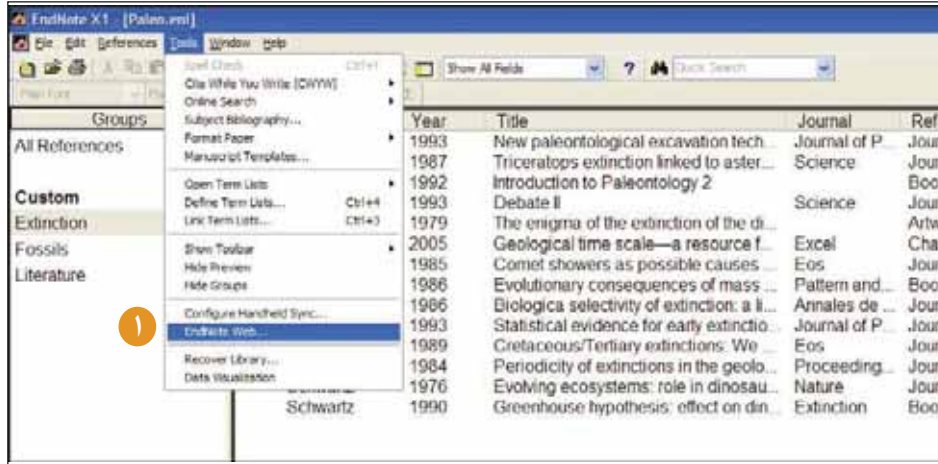 EndNote X1 - [Paleo.enl]
File Edit References Tools Window Help
Spell Check Ctrl+Y
Show All Fields ? Quick Search
Plain Font
Cite While You Write [CWYW]
Online Search
Subject Bibliography...
Format Paper
Manuscript Templates...
Open Term Lists
Define Term Lists... Ctrl+4
Link Term Lists... Ctrl+3
Show Toolbar
Hide Preview
Hide Groups
Configure Handheld Sync...
١ EndNote Web...
Recover Library...
Data Visualization
Groups
All References
Custom
Extinction
Fossils
Literature
Year Title Journal Ref
1993 New paleontological excavation tech... Journal of P... Jour
1987 Triceratops extinction linked to aster... Science Jour
1992 Introduction to Paleontology 2 Boo
1993 Debate II Science Jour
1979 The enigma of the extinction of the di... Artw
2005 Geological time scale—a resource f... Excel Cha
1985 Comet showers as possible causes ... Eos Jour
1986 Evolutionary consequences of mass ... Pattern and... Boo
1986 Biologica selectivity of extinction: a li... Annales de ... Jour
1993 Statistical evidence for early extinctio... Journal of P... Jour
1989 Cretaceous/Tertiary extinctions: We ... Eos Jour
1984 Periodicity of extinctions in the geolo... Proceeding... Jour
1976 Evolving ecosystems: role in dinosau... Nature Jour
Schwartz 1990 Greenhouse hypothesis: effect on din... Extinction Boo